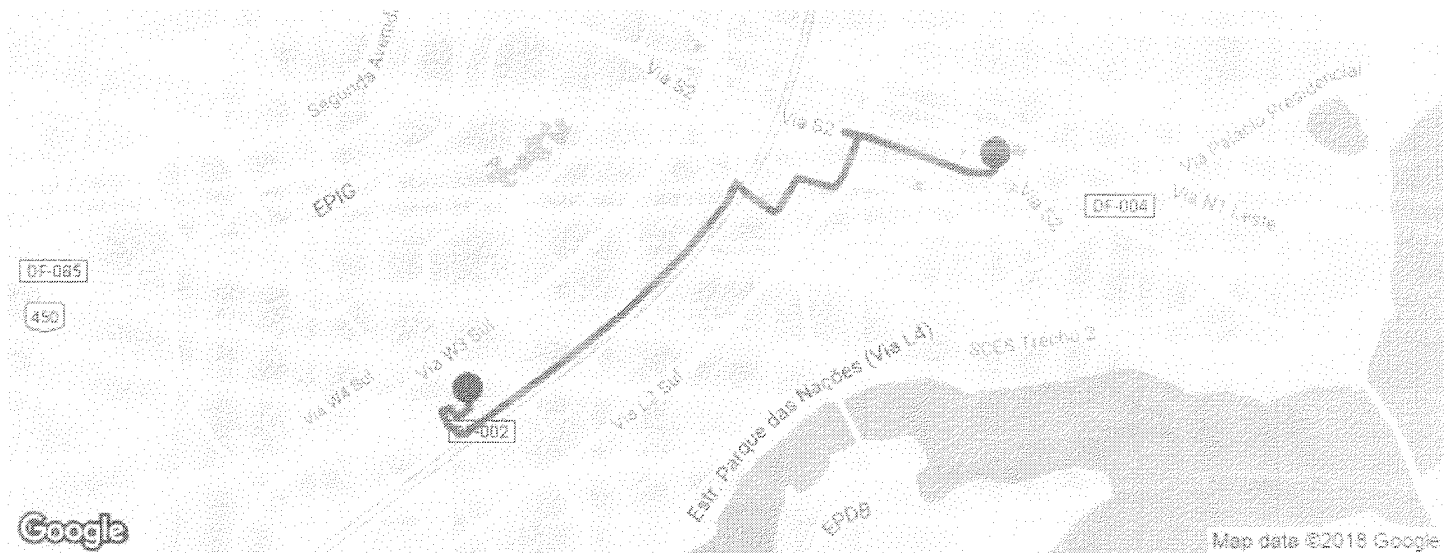 Segunda Avenid
Via S2
Via S2
Via Palácio Presidencial
EPIG
DF-004
Via N1 Leste
DF-085
450
Via W3 Sul
Via W4 Sul
SCES Trecho 2
Estr. Parque das Nações (Via L4)
Via L2 Sul
-002
EPDB
Google
Map data ©2018 Google